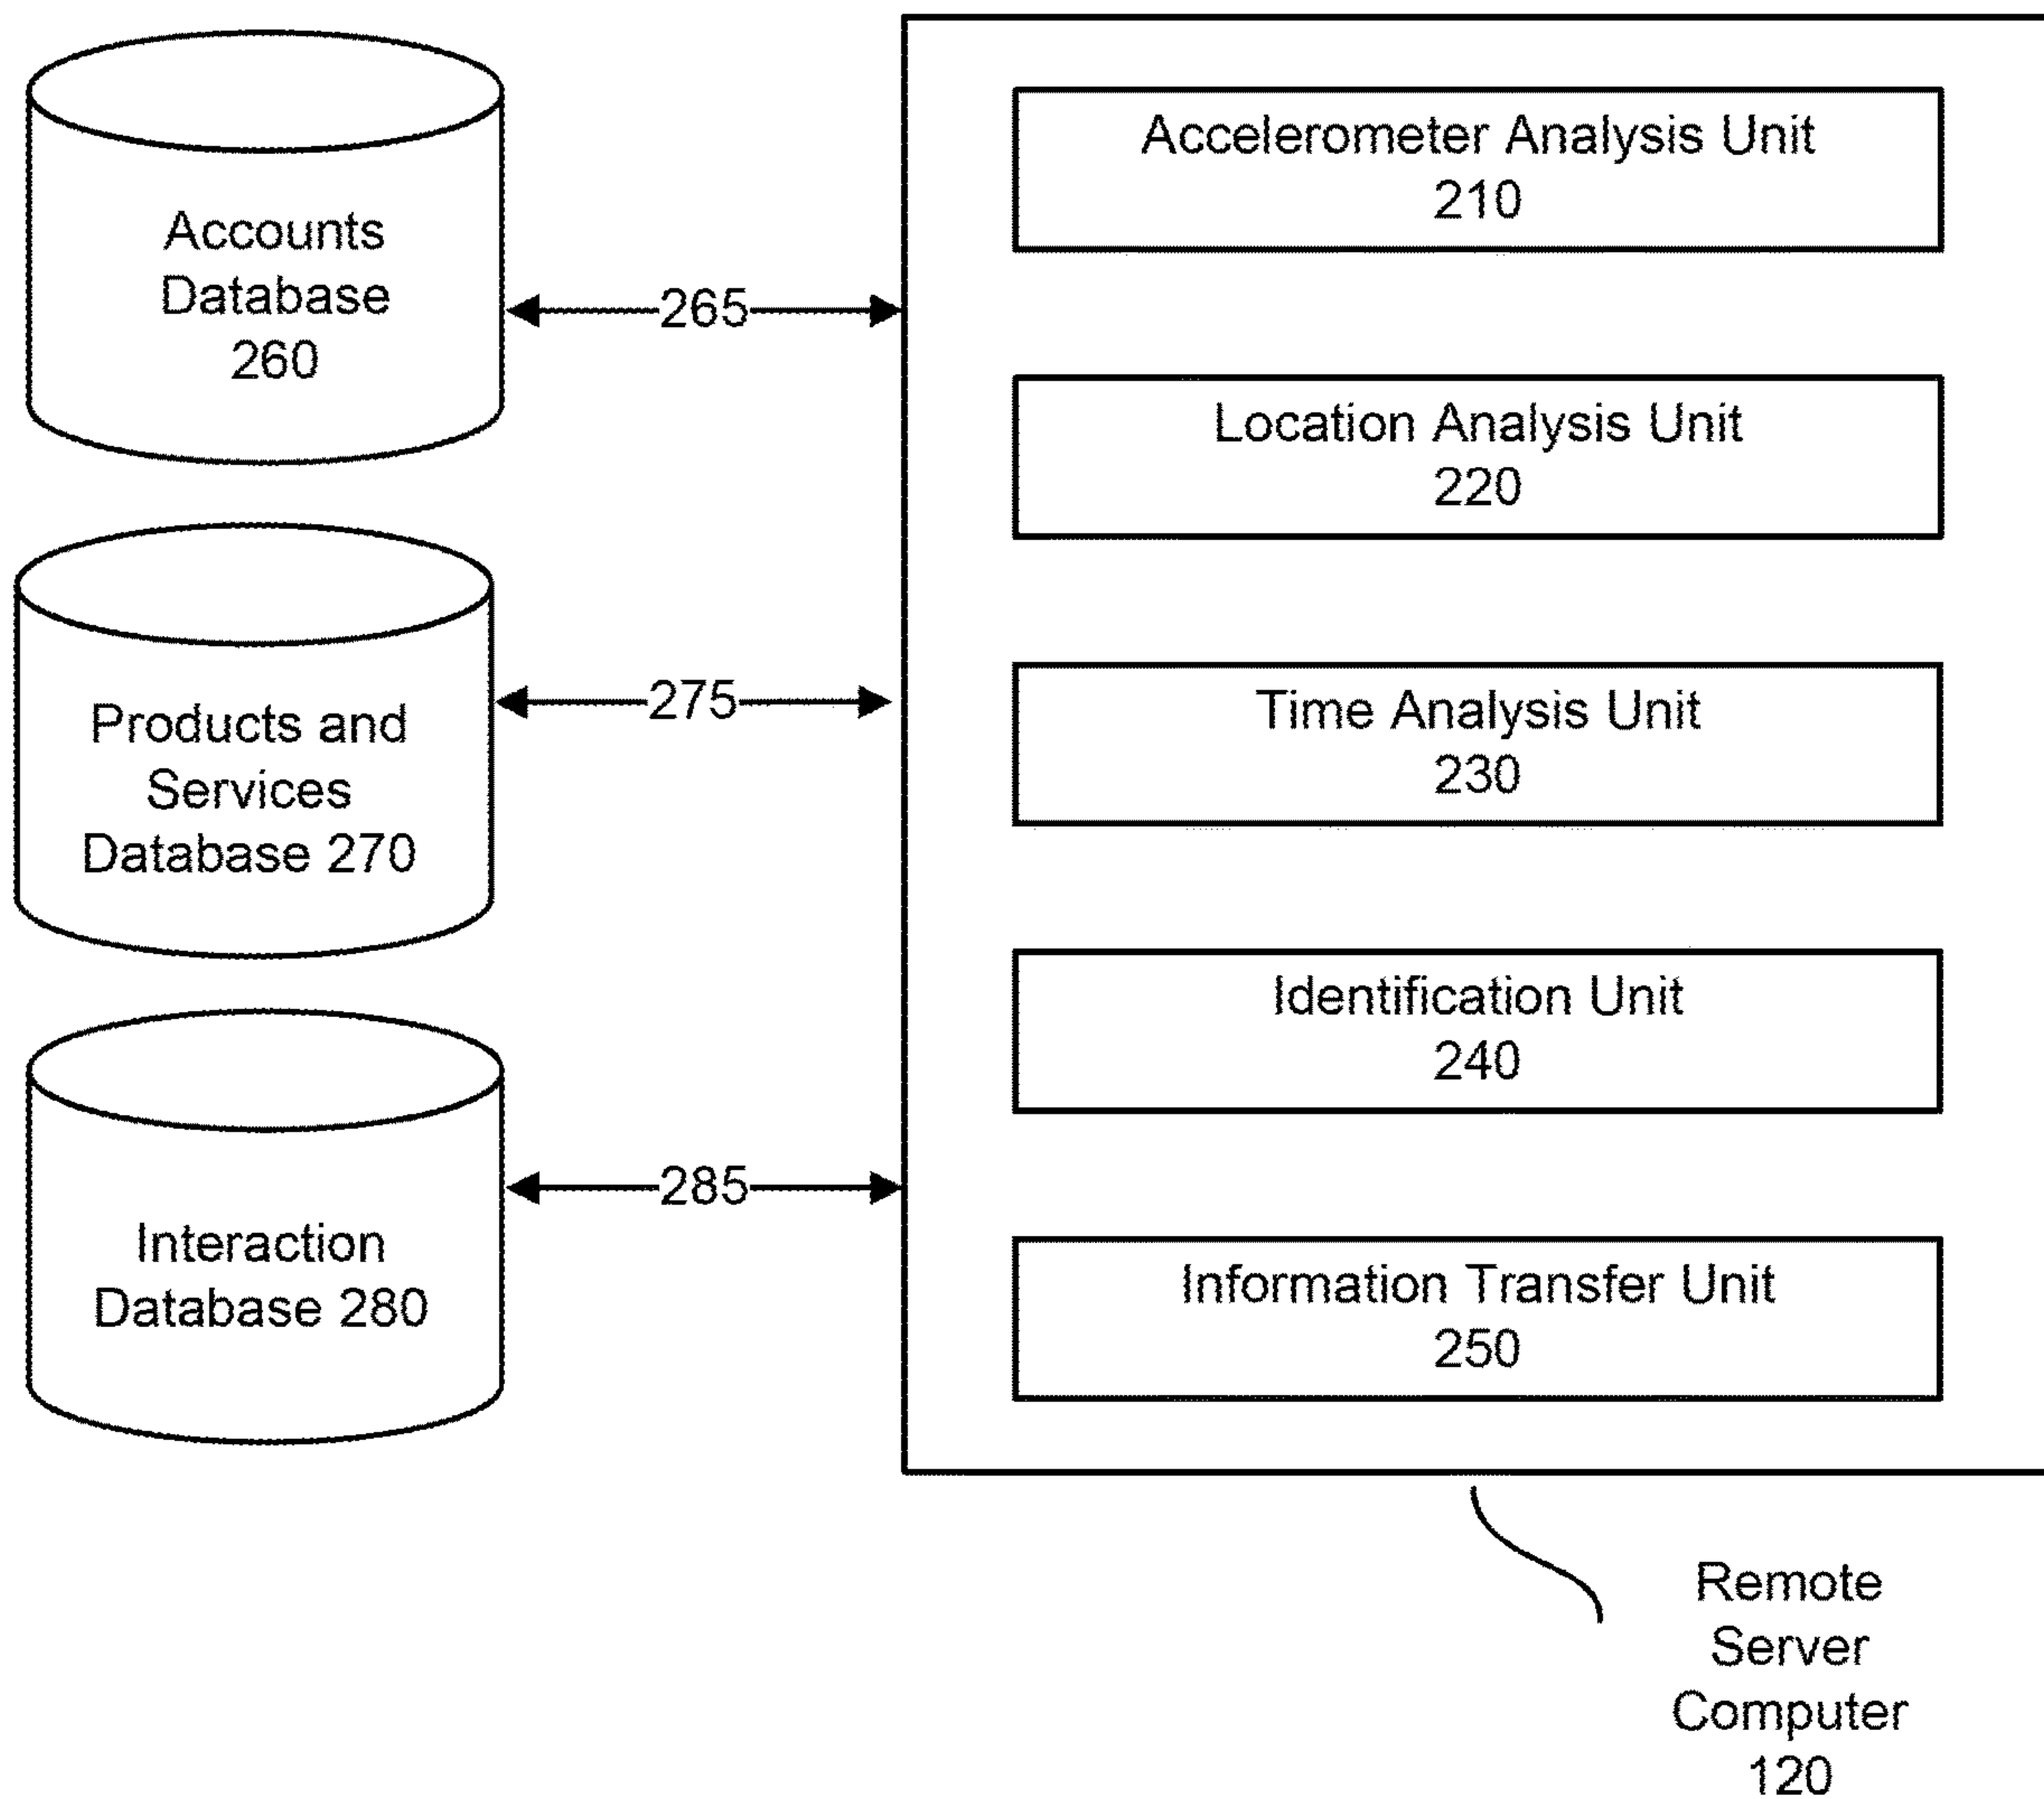 Accounts
Database
260
265
Products and
Services
Database 270
275
Interaction
Database 280
285
Accelerometer Analysis Unit
210
Location Analysis Unit
220
Time Analysis Unit
230
Identification Unit
240
Information Transfer Unit
250
Remote
Server
Computer
120